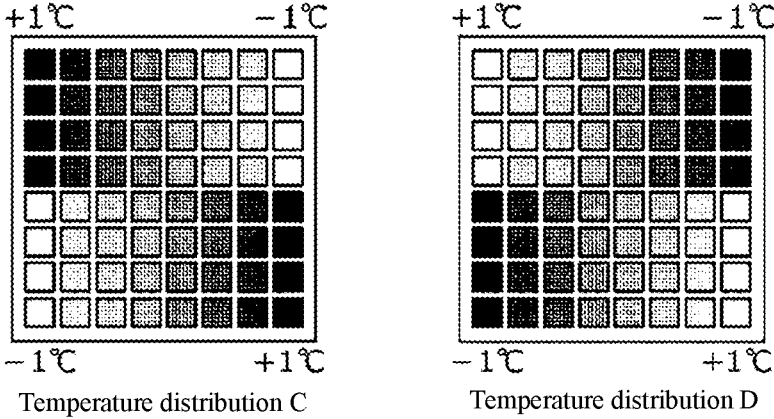 +1℃ −1℃ +1℃ −1℃
−1℃ +1℃ −1℃ +1℃
Temperature distribution C Temperature distribution D